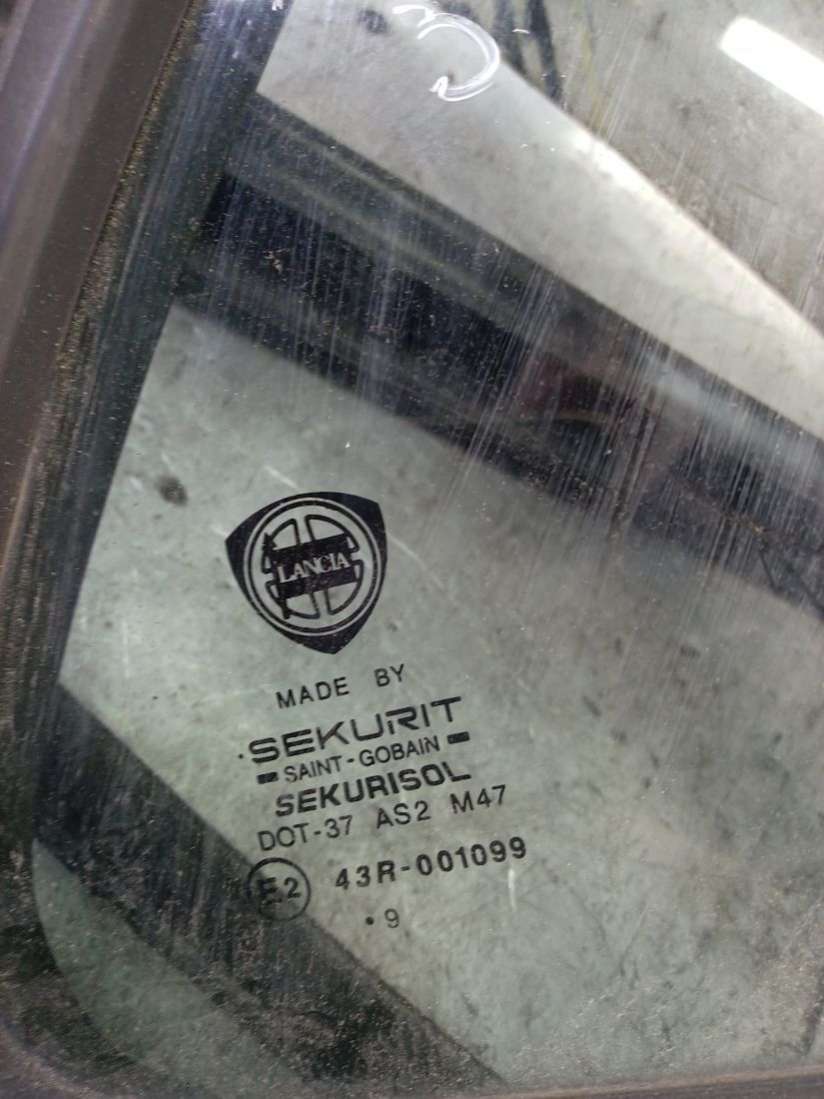 LANCIA
MADE BY
SEKURIT
SAINT-GOBAIN
SEKURISOL
DOT-37 AS2 M47
E2 43R-001099
•9